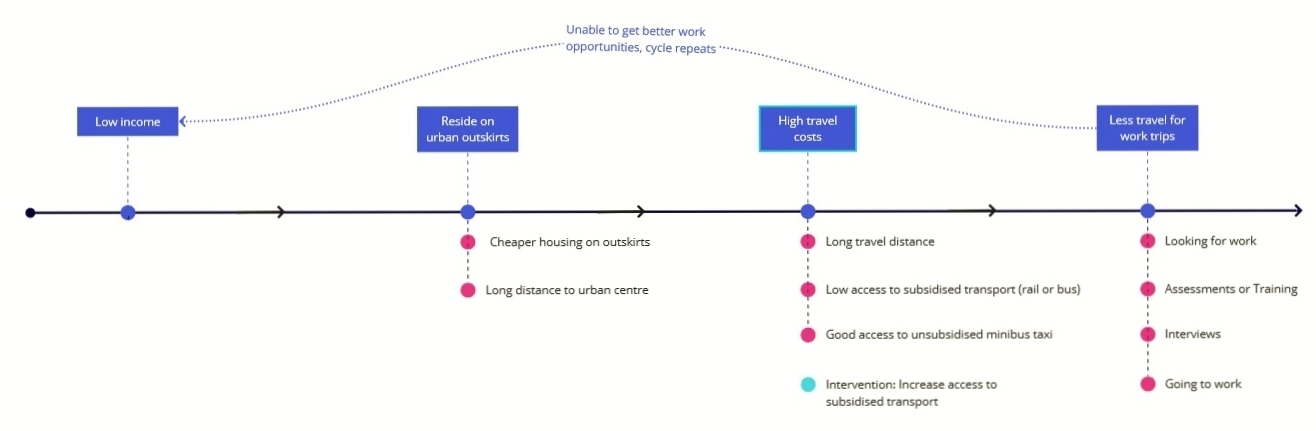 Unable to get better work
opportunities, cycle repeats
Low income
Reside on
urban outskirts
High travel
costs
Less travel for
work trips
Cheaper housing on outskirts
Long distance to urban centre
Long travel distance
Low access to subsidised transport (rail or bus)
Good access to unsubsidised minibus taxi
Intervention: Increase access to
subsidised transport
Looking for work
Assessments or Training
Interviews
Going to work